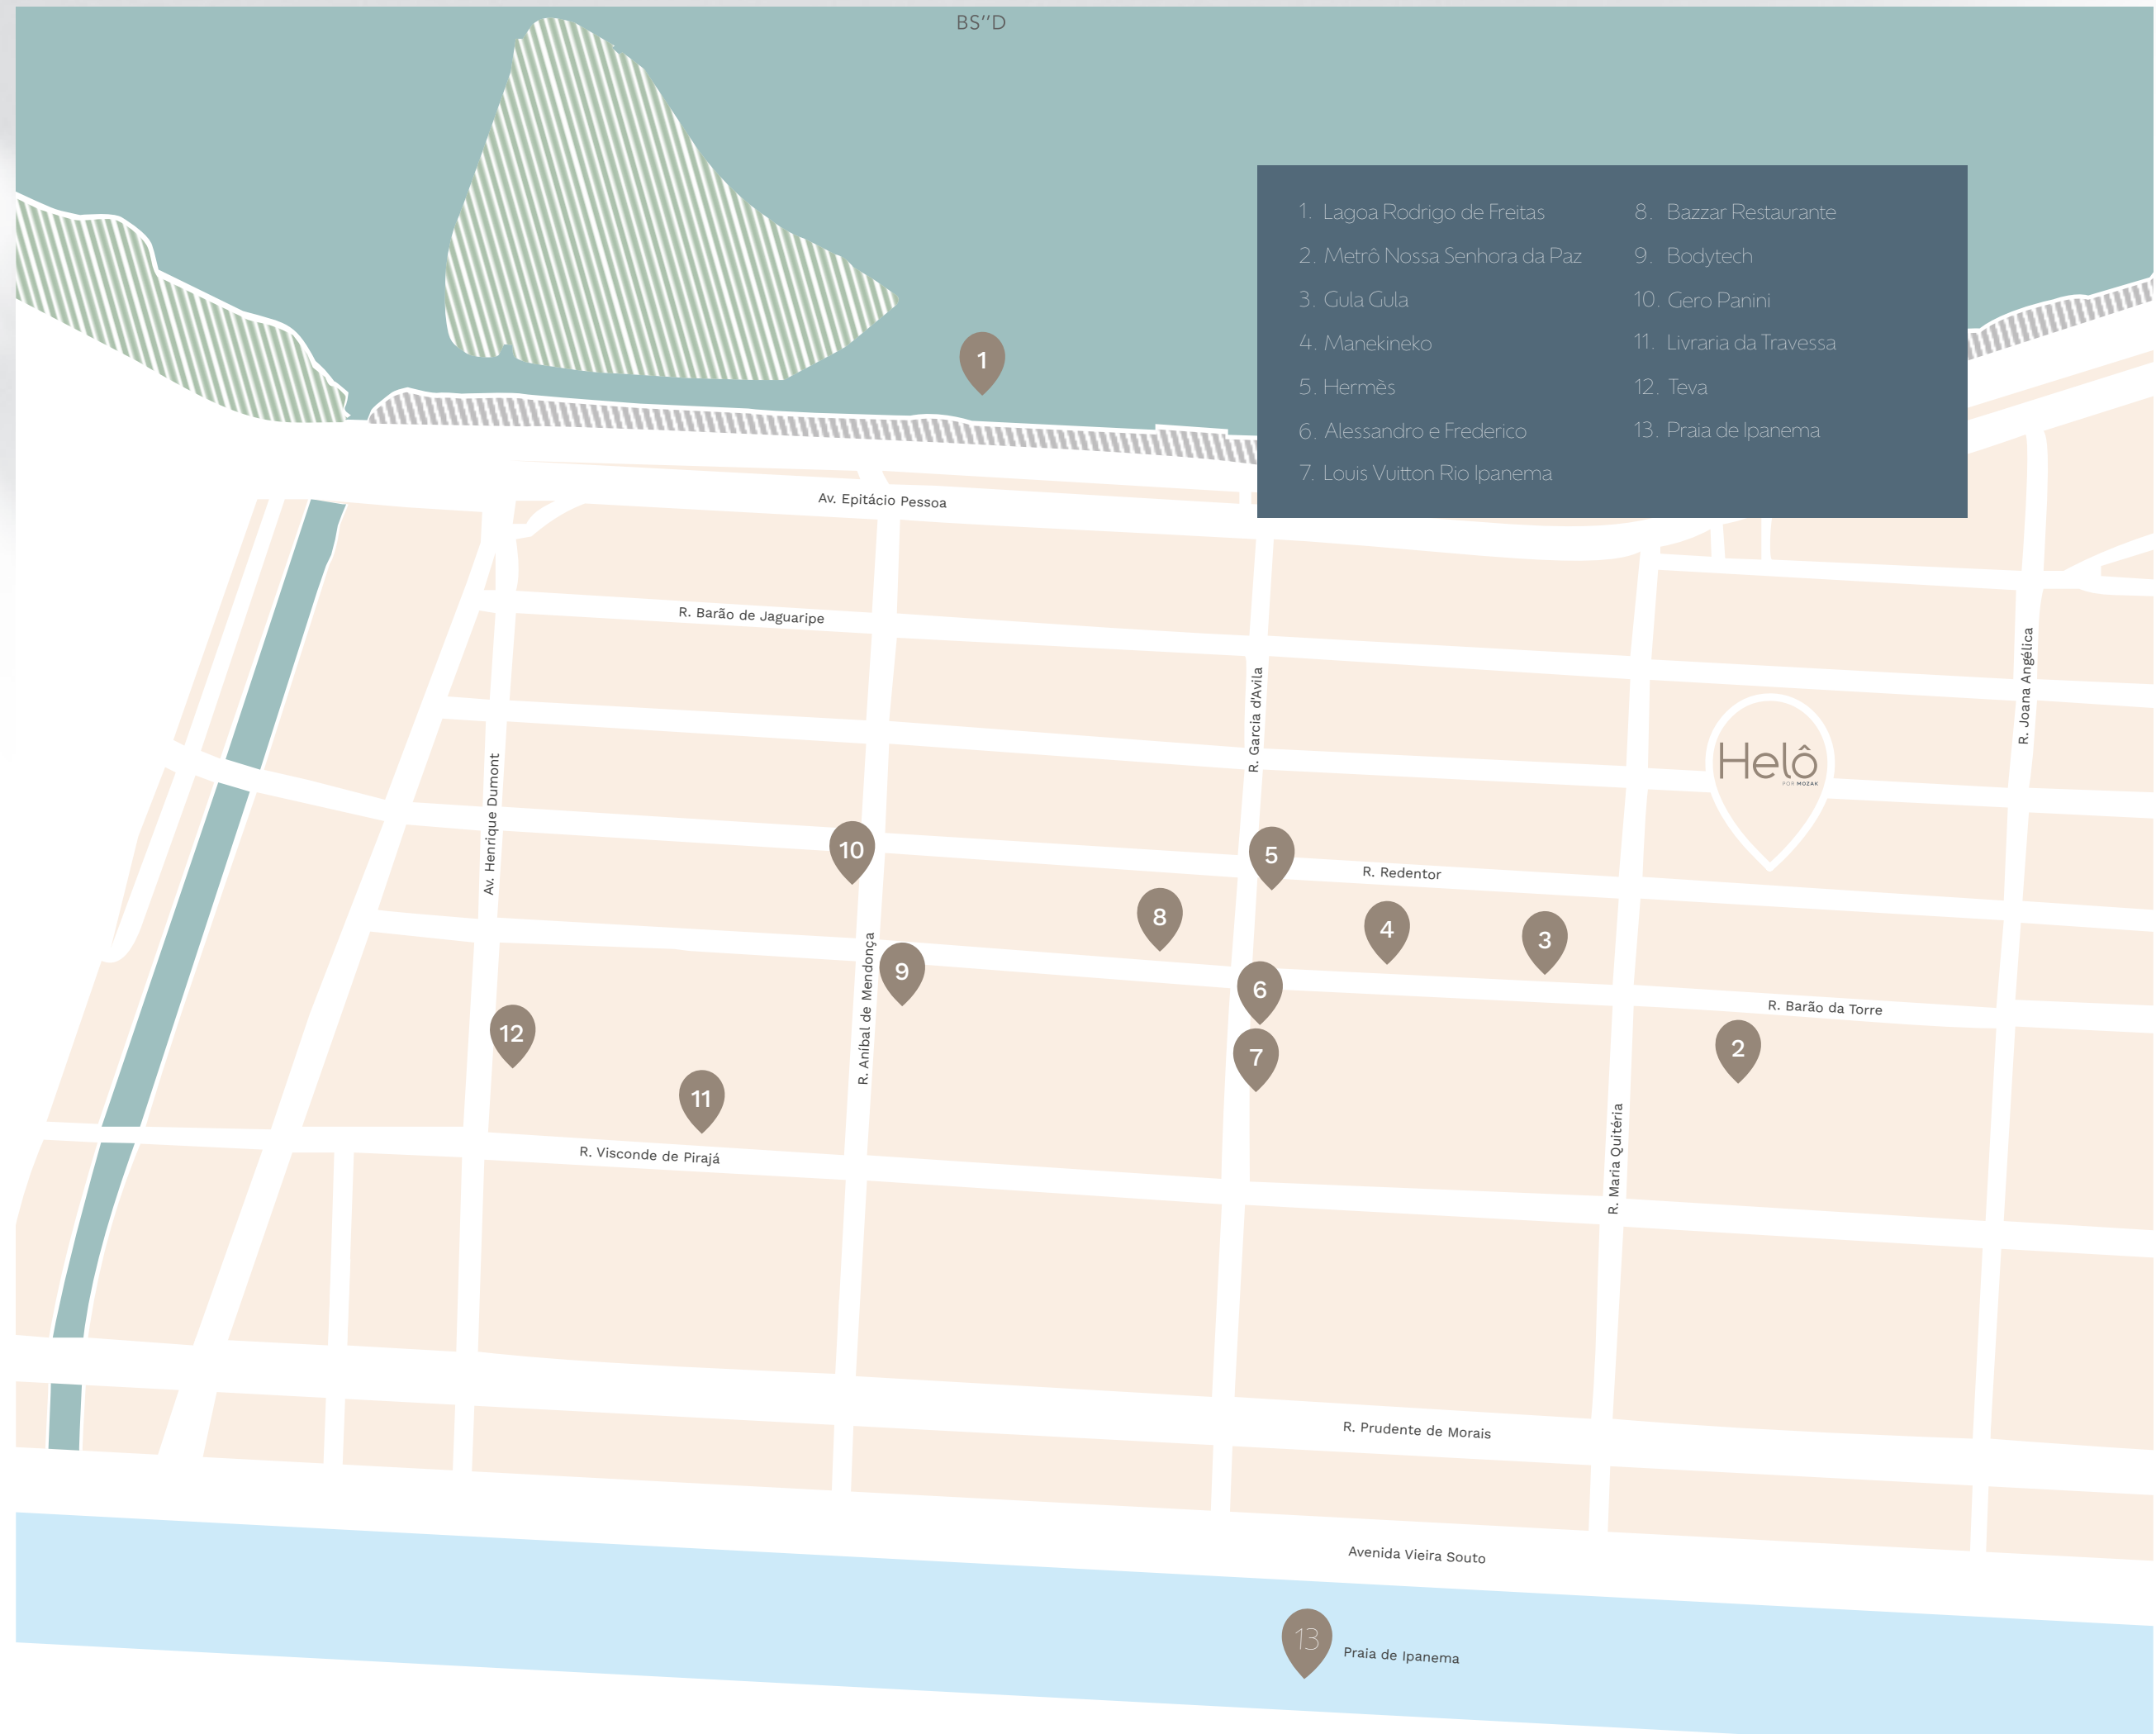 BS''D
1. Lagoa Rodrigo de Freitas
2. Metrô Nossa Senhora da Paz
3. Gula Gula
4. Manekineko
5. Hermès
6. Alessandro e Frederico
7. Louis Vuitton Rio Ipanema
8. Bazzar Restaurante
9. Bodytech
10. Gero Panini
11. Livraria da Travessa
12. Teva
13. Praia de Ipanema
1
Av. Epitácio Pessoa
R. Barão de Jaguaripe
R. Garcia d'Avila
R. Joana Angélica
Helô
POR MOZAK
Av. Henrique Dumont
10
5
R. Redentor
8
4
3
9
R. Aníbal de Mendonça
6
R. Barão da Torre
12
7
2
11
R. Visconde de Pirajá
R. Maria Quitéria
R. Prudente de Morais
Avenida Vieira Souto
13
Praia de Ipanema